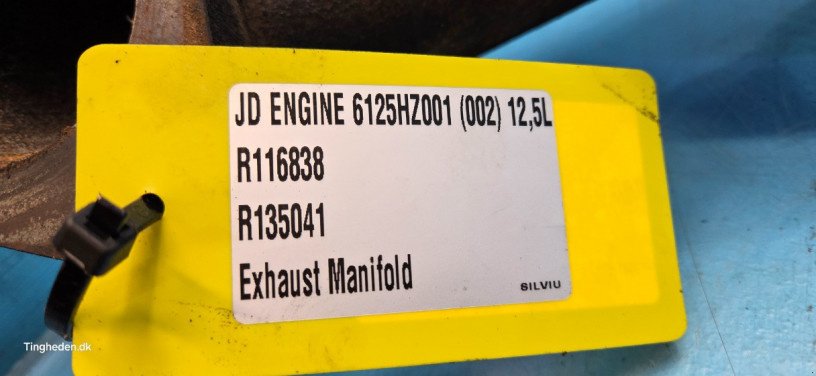 JD ENGINE 6125HZ001 (002) 12,5L
R116838
R135041
Exhaust Manifold
SILVIU
Tingheden.dk